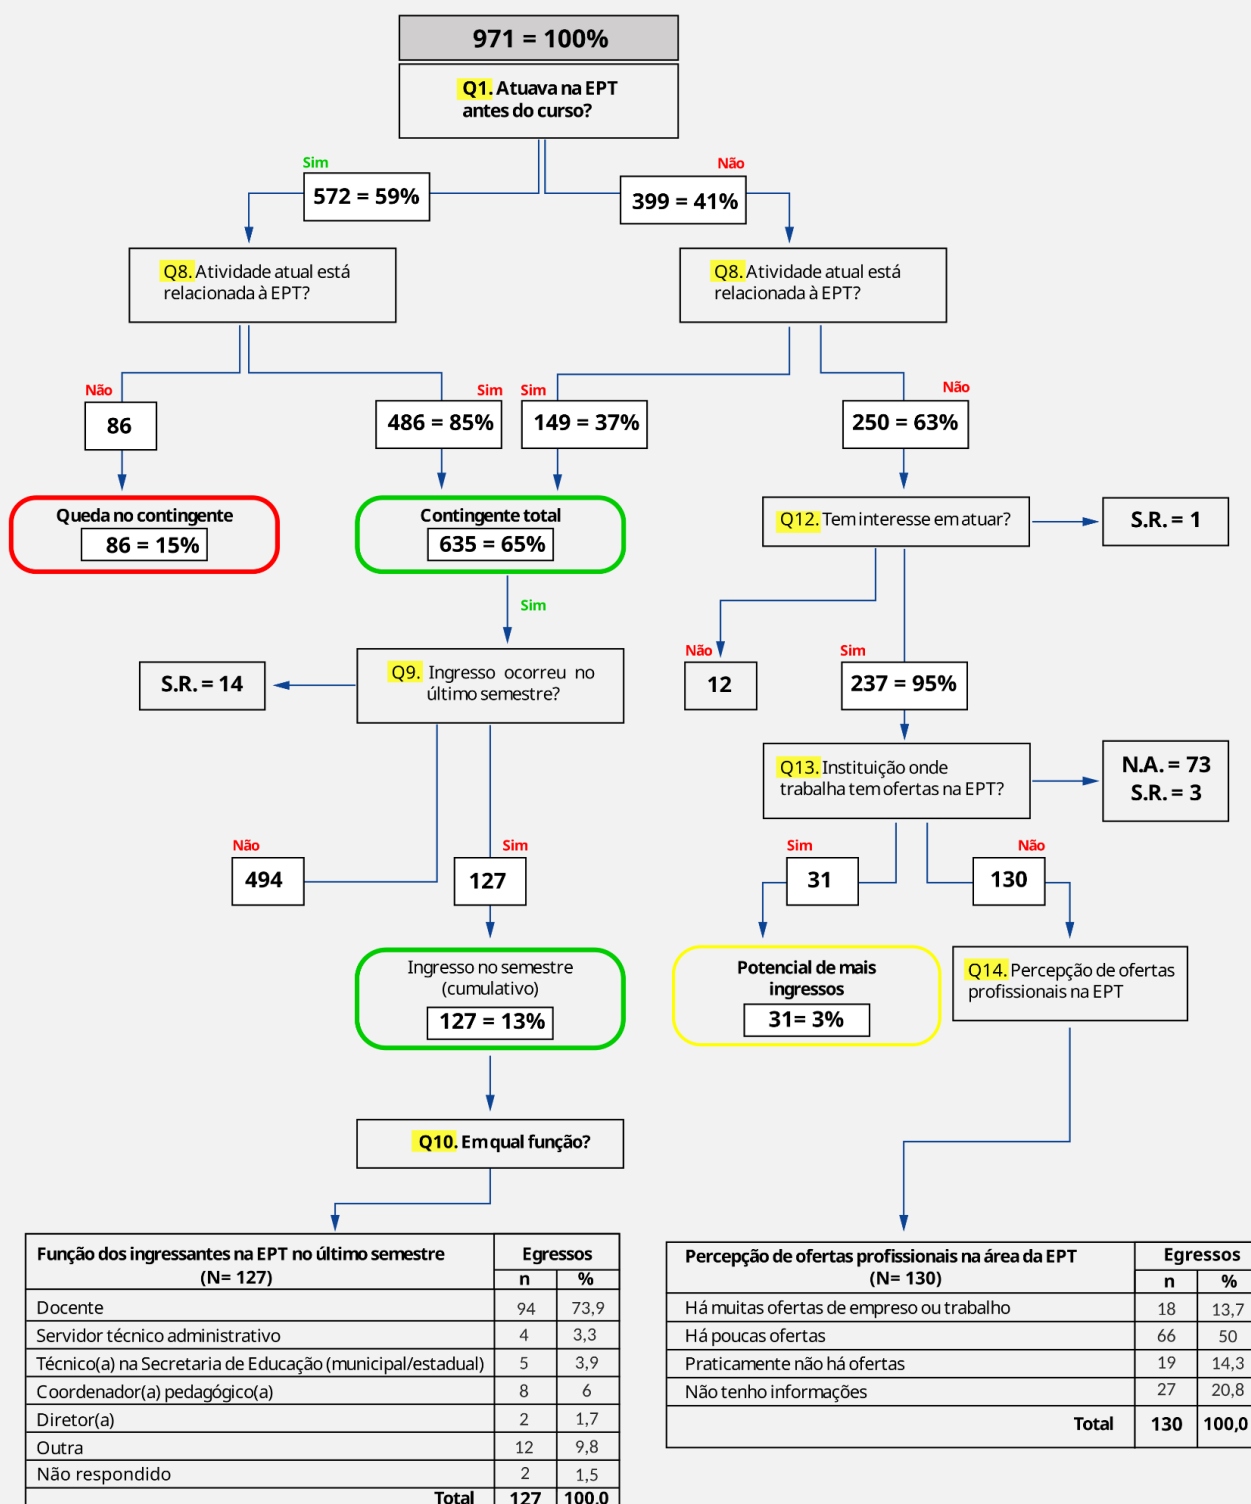 971 = 100%
Q1. Atuava na EPT
antes do curso?
Sim
Não
572 = 59%
399 = 41%
Q8. Atividade atual está
relacionada à EPT?
Q8. Atividade atual está
relacionada à EPT?
Não
Sim
Sim
Não
86
486 = 85%
149 = 37%
250 = 63%
Queda no contingente
86 = 15%
Contingente total
635 = 65%
Q12. Tem interesse em atuar?
S.R. = 1
Sim
Q9. Ingresso ocorreu no
último semestre?
S.R. = 14
Não
Sim
12
237 = 95%
Q13. Instituição onde
trabalha tem ofertas na EPT?
N.A. = 73
S.R. = 3
Não
Sim
Sim
Não
494
127
31
130
Ingresso no semestre
(cumulativo)
127 = 13%
Potencial de mais
ingressos
31= 3%
Q14. Percepção de ofertas
profissionais na EPT
Q10. Em qual função?
Função dos ingressantes na EPT no último semestre
(N= 127)
Egressos
n %
Docente 94 73,9
Servidor técnico administrativo 4 3,3
Técnico(a) na Secretaria de Educação (municipal/estadual) 5 3,9
Coordenador(a) pedagógico(a) 8 6
Diretor(a) 2 1,7
Outra 12 9,8
Não respondido 2 1,5
Total 127 100,0
Percepção de ofertas profissionais na área da EPT
(N= 130)
Egressos
n %
Há muitas ofertas de empreso ou trabalho 18 13,7
Há poucas ofertas 66 50
Praticamente não há ofertas 19 14,3
Não tenho informações 27 20,8
Total 130 100,0